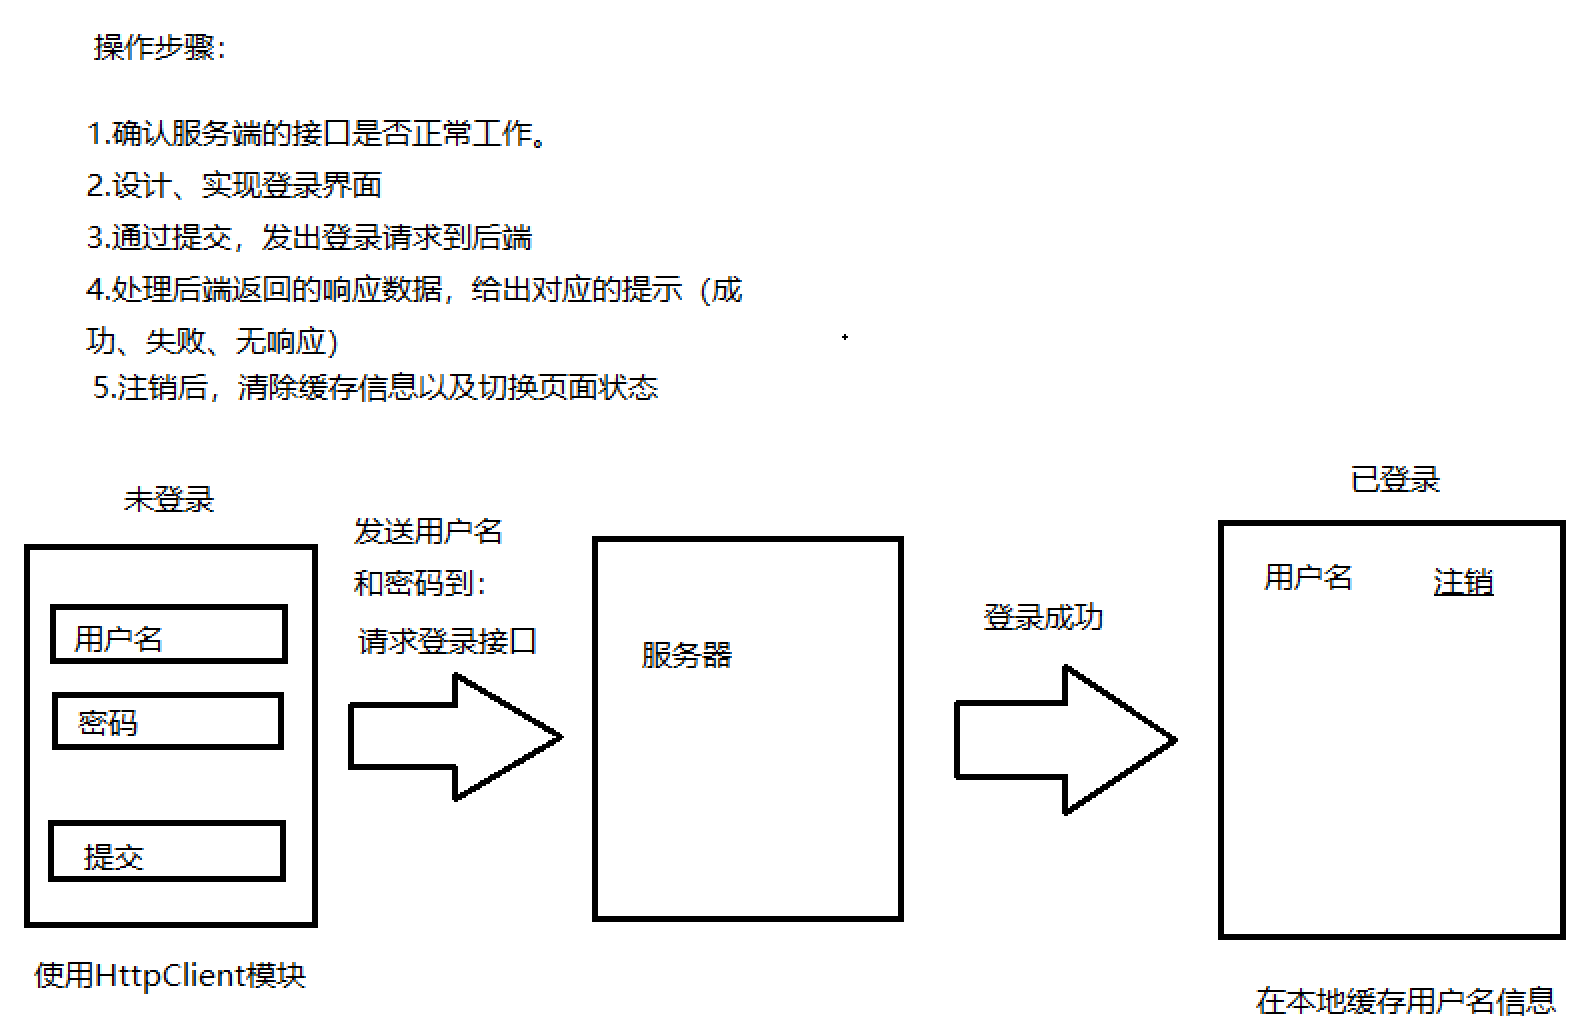 操作步骤：
1.确认服务端的接口是否正常工作。
2.设计、实现登录界面
3.通过提交，发出登录请求到后端
4.处理后端返回的响应数据，给出对应的提示（成
功、失败、无响应）
5.注销后，清除缓存信息以及切换页面状态
未登录
用户名
密码
提交
使用HttpClient模块
发送用户名
和密码到：
请求登录接口
服务器
登录成功
已登录
用户名 注销
在本地缓存用户名信息